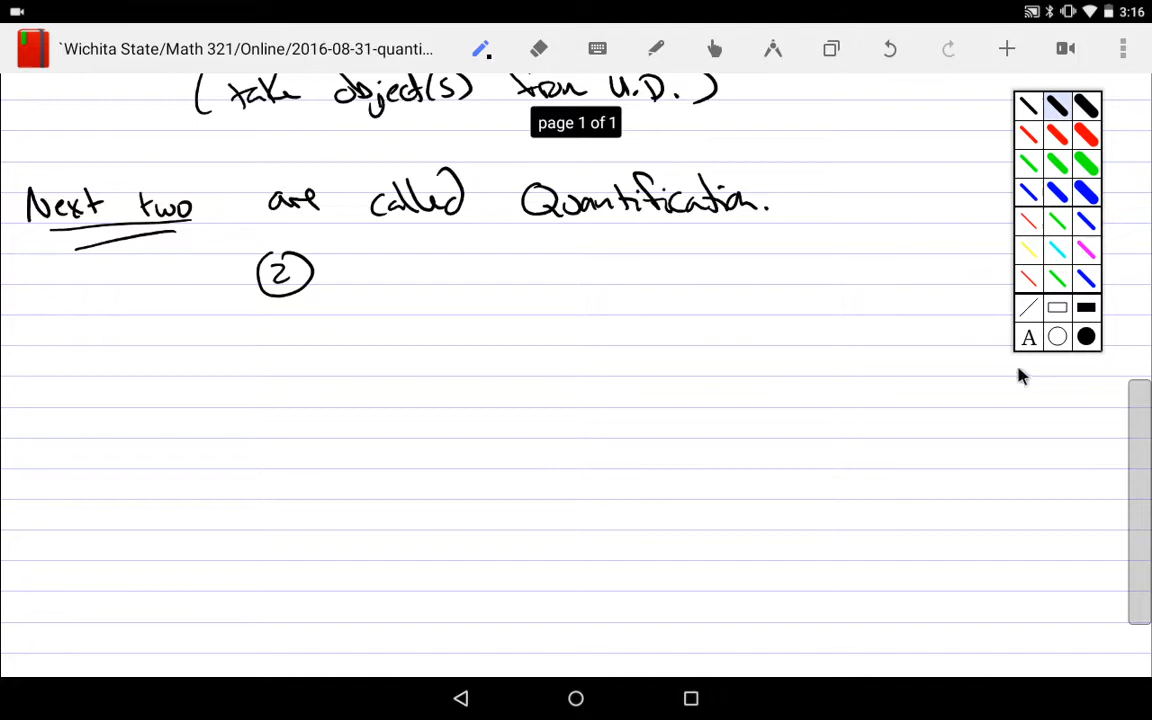 3:16
`Wichita State/Math 321/Online/2016-08-31-quanti...
( take object(s) from U.D. )
page 1 of 1
Next two are called Quantification.
2
A